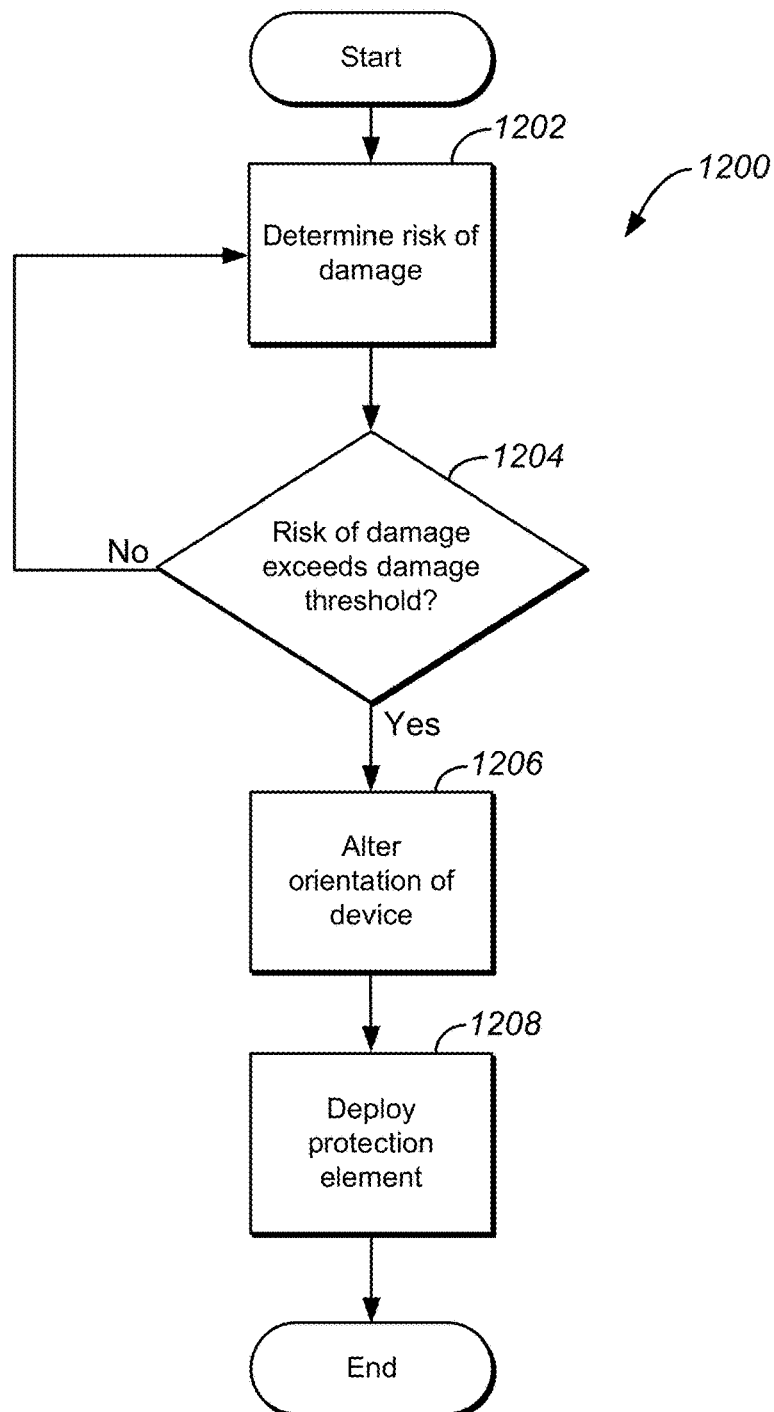 Start
1202
1200
Determine risk of
damage
1204
Risk of damage
exceeds damage
threshold?
No
Yes
1206
Alter
orientation of
device
1208
Deploy
protection
element
End